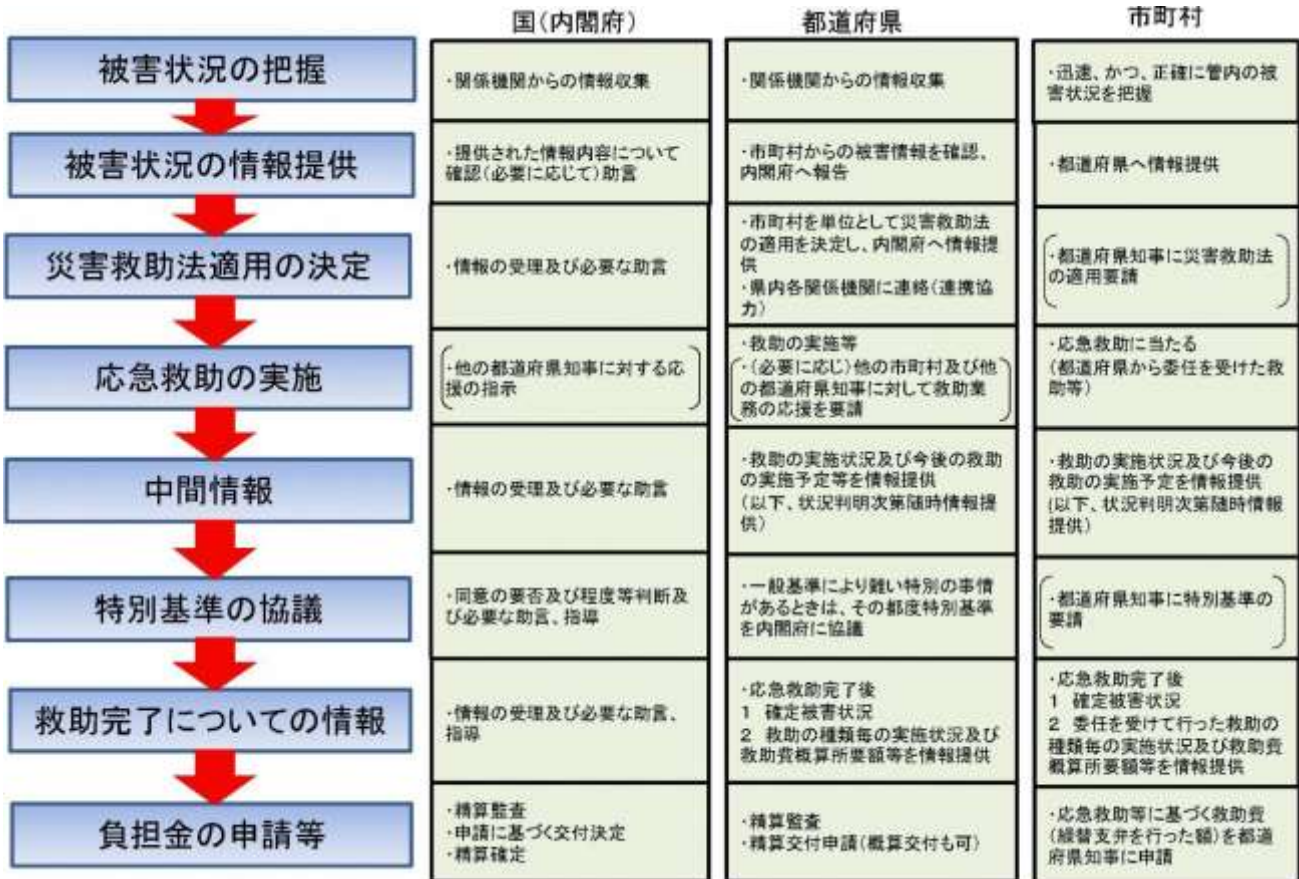 国(内閣府)
都道府県
市町村
被害状況の把握
・関係機関からの情報収集
・関係機関からの情報収集
・迅速、かつ、正確に管内の被
害状況を把握
被害状況の情報提供
・提供された情報内容について
確認(必要に応じて)助言
・市町村からの被害情報を確認、
内閣府へ報告
・都道府県へ情報提供
災害救助法適用の決定
・情報の受理及び必要な助言
・市町村を単位として災害救助法
の適用を決定し、内閣府へ情報提
供
・県内各関係機関に連絡(連携協
力)
・都道府県知事に災害救助法
の適用要請
応急救助の実施
・他の都道府県知事に対する応
援の指示
・救助の実施等
・(必要に応じ)他の市町村及び他
の都道府県知事に対して救助業
務の応援を要請
・応急救助に当たる
(都道府県から委任を受けた救
助等)
中間情報
・情報の受理及び必要な助言
・救助の実施状況及び今後の救助
の実施予定等を情報提供
(以下、状況判明次第随時情報提
供)
・救助の実施状況及び今後の
救助の実施予定を情報提供
(以下、状況判明次第随時情報
提供)
特別基準の協議
・同意の要否及び程度等判断及
び必要な助言、指導
・一般基準により難い特別の事情
があるときは、その都度特別基準
を内閣府に協議
・都道府県知事に特別基準の
要請
救助完了についての情報
・情報の受理及び必要な助言、
指導
・応急救助完了後
1 確定被害状況
2 救助の種類毎の実施状況及び
救助費概算所要額等を情報提供
・応急救助完了後
1 確定被害状況
2 委任を受けて行った救助の
種類毎の実施状況及び救助費
概算所要額等を情報提供
負担金の申請等
・精算監査
・申請に基づく交付決定
・精算確定
・精算監査
・精算交付申請(概算交付も可)
・応急救助等に基づく救助費
(繰替支弁を行った額)を都道
府県知事に申請